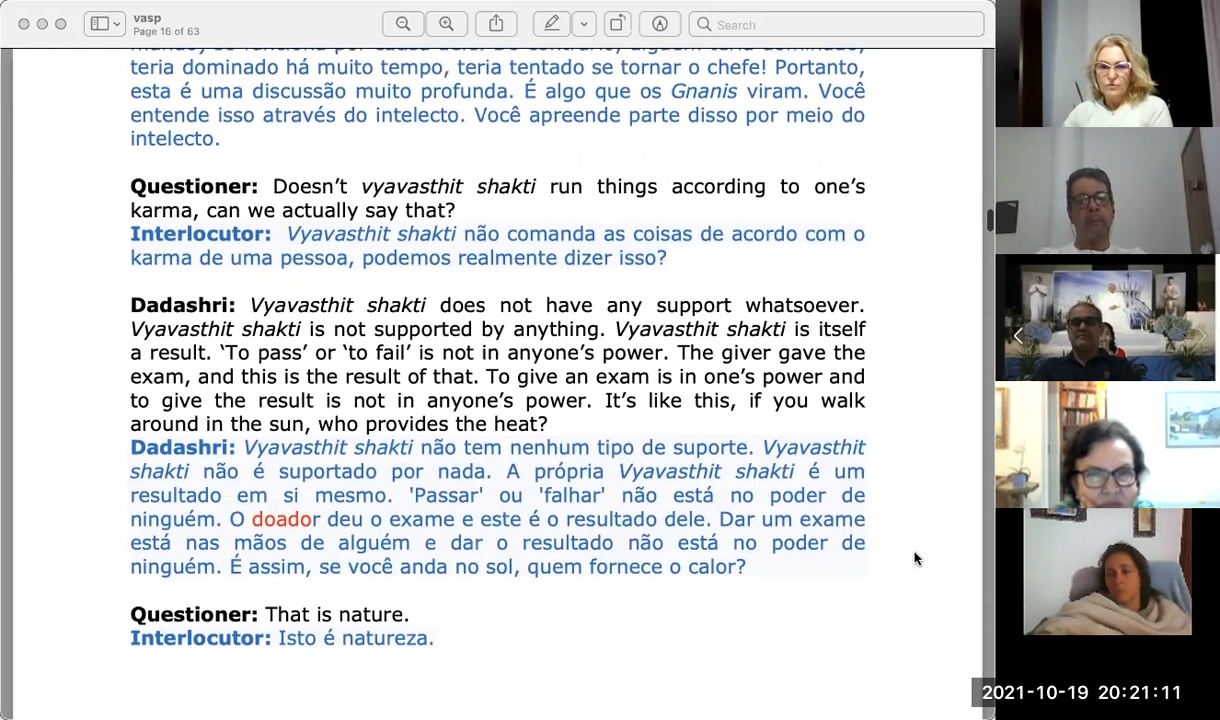 vasp
Page 16 of 63
Search
teria dominado há muito tempo, teria tentado se tornar o chefe! Portanto,
esta é uma discussão muito profunda. É algo que os Gnanis viram. Você
entende isso através do intelecto. Você apreende parte disso por meio do
intelecto.
Questioner: Doesn’t vyavasthit shakti run things according to one’s
karma, can we actually say that?
Interlocutor: Vyavasthit shakti não comanda as coisas de acordo com o
karma de uma pessoa, podemos realmente dizer isso?
Dadashri: Vyavasthit shakti does not have any support whatsoever.
Vyavasthit shakti is not supported by anything. Vyavasthit shakti is itself
a result. ‘To pass’ or ‘to fail’ is not in anyone’s power. The giver gave the
exam, and this is the result of that. To give an exam is in one’s power and
to give the result is not in anyone’s power. It’s like this, if you walk
around in the sun, who provides the heat?
Dadashri: Vyavasthit shakti não tem nenhum tipo de suporte. Vyavasthit
shakti não é suportado por nada. A própria Vyavasthit shakti é um
resultado em si mesmo. 'Passar' ou 'falhar' não está no poder de
ninguém. O doador deu o exame e este é o resultado dele. Dar um exame
está nas mãos de alguém e dar o resultado não está no poder de
ninguém. É assim, se você anda no sol, quem fornece o calor?
Questioner: That is nature.
Interlocutor: Isto é natureza.
2021-10-19 20:21:11